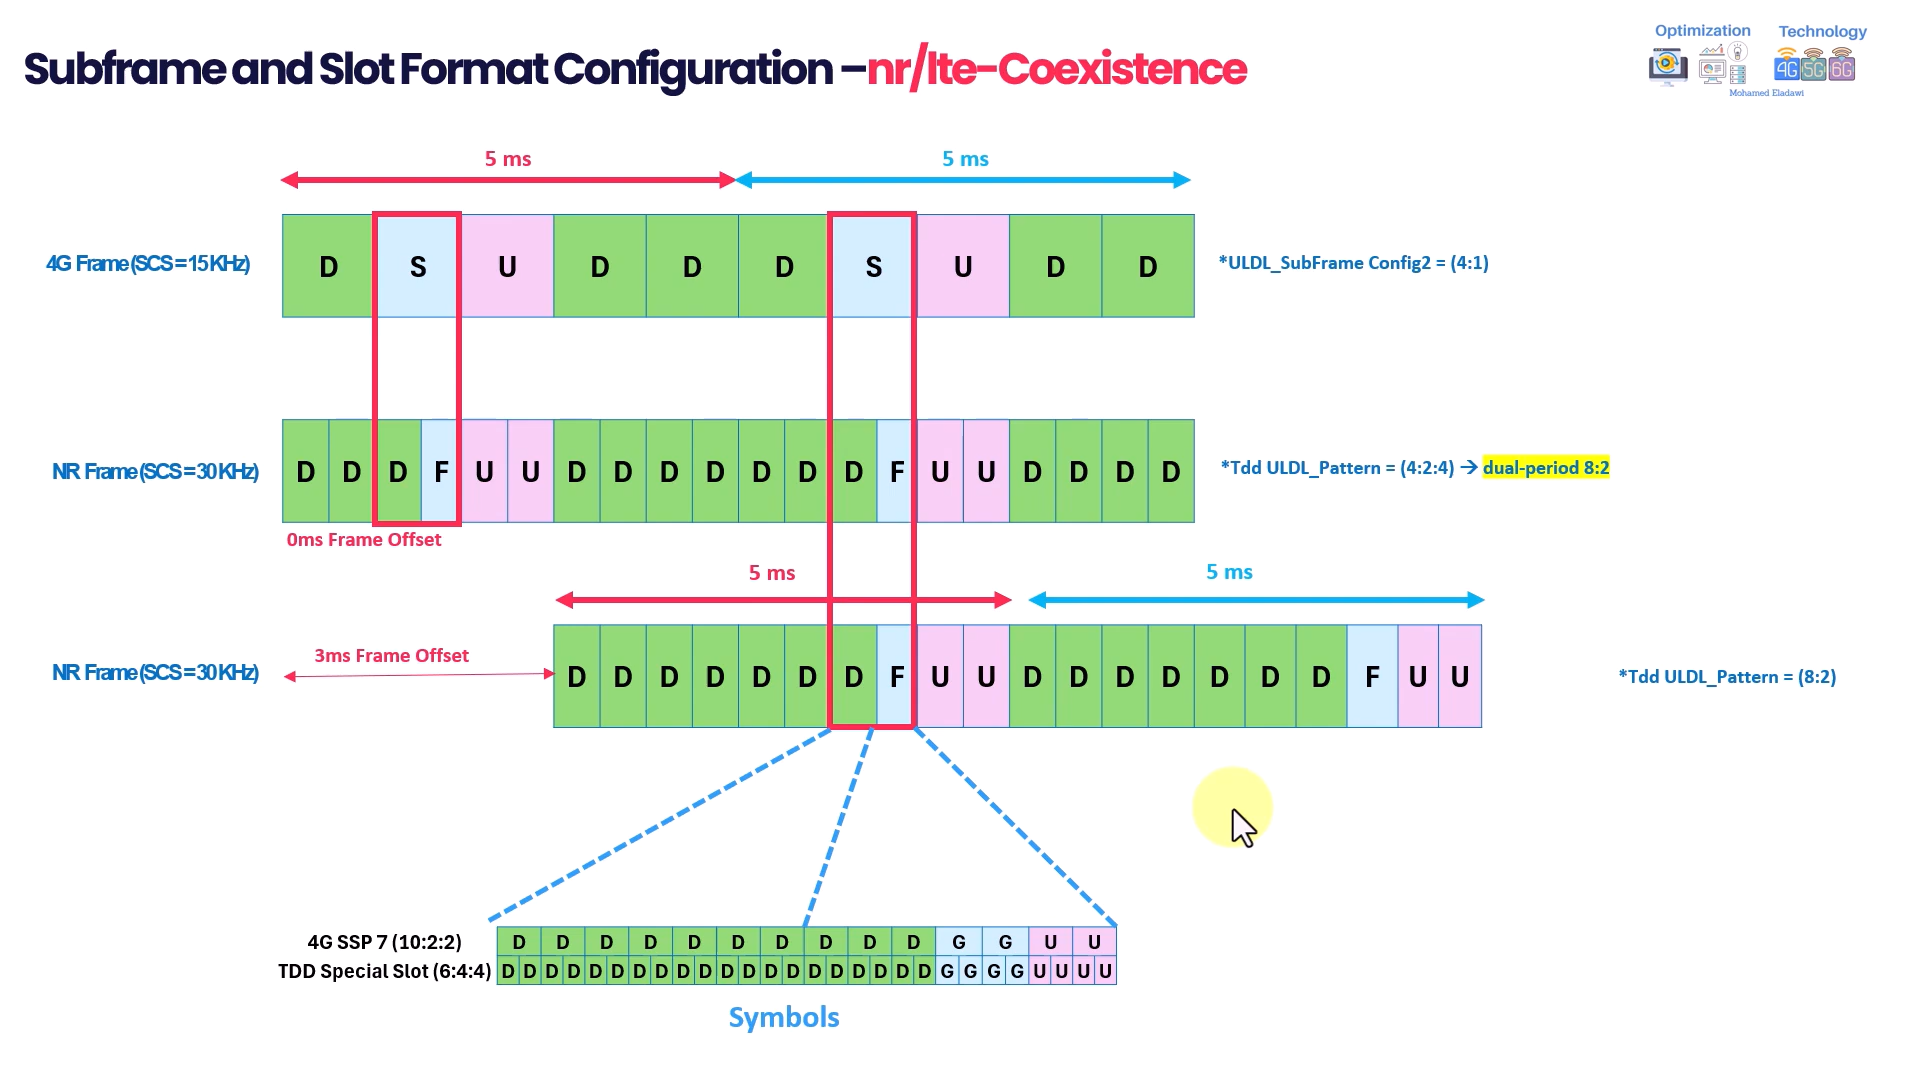 Subframe and Slot Format Configuration –nr/lte-Coexistence
Optimization Technology
4G 5G 6G
Mohamed Eladawi
5 ms 5 ms
4G Frame(SCS=15KHz) D S U D D D S U D D *ULDL_SubFrame Config2 = (4:1)
NR Frame(SCS=30KHz) D D D F U U D D D D D D D F U U D D D D *Tdd ULDL_Pattern = (4:2:4) → dual-period 8:2
0ms Frame Offset
5 ms 5 ms
3ms Frame Offset
NR Frame(SCS=30KHz) D D D D D D D F U U D D D D D D D F U U *Tdd ULDL_Pattern = (8:2)
4G SSP 7 (10:2:2) D D D D D D D D D D G G U U
TDD Special Slot (6:4:4) D D D D D D D D D D D D D D D D D D D D G G G G U U U U
Symbols